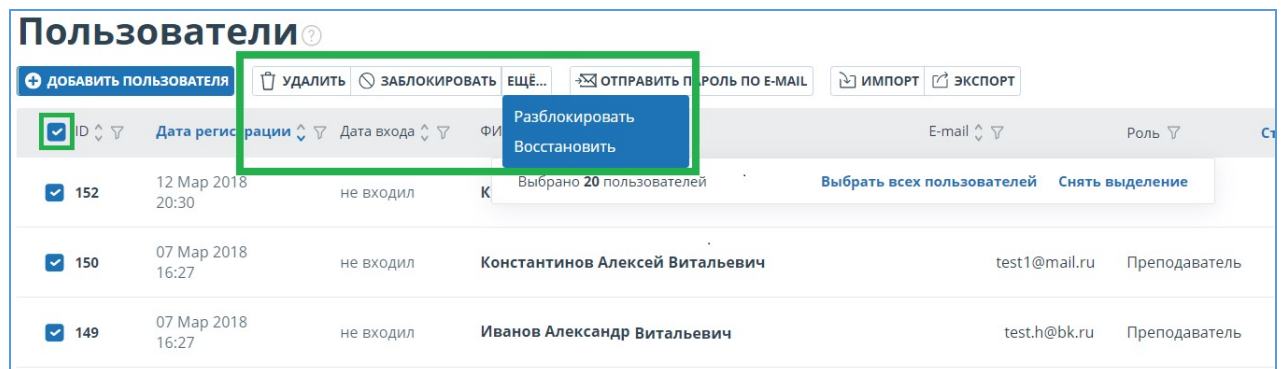 Пользователи ?
ДОБАВИТЬ ПОЛЬЗОВАТЕЛЯ УДАЛИТЬ ЗАБЛОКИРОВАТЬ ЕЩЁ... ОТПРАВИТЬ ПАРОЛЬ ПО E-MAIL ИМПОРТ ЭКСПОРТ
Разблокировать
Восстановить
ID Дата регистрации Дата входа E-mail Роль
Выбрано 20 пользователей Выбрать всех пользователей Снять выделение
152 12 Мар 2018 20:30 не входил
150 07 Мар 2018 16:27 не входил Константинов Алексей Витальевич test1@mail.ru Преподаватель
149 07 Мар 2018 16:27 не входил Иванов Александр Витальевич test.h@bk.ru Преподаватель